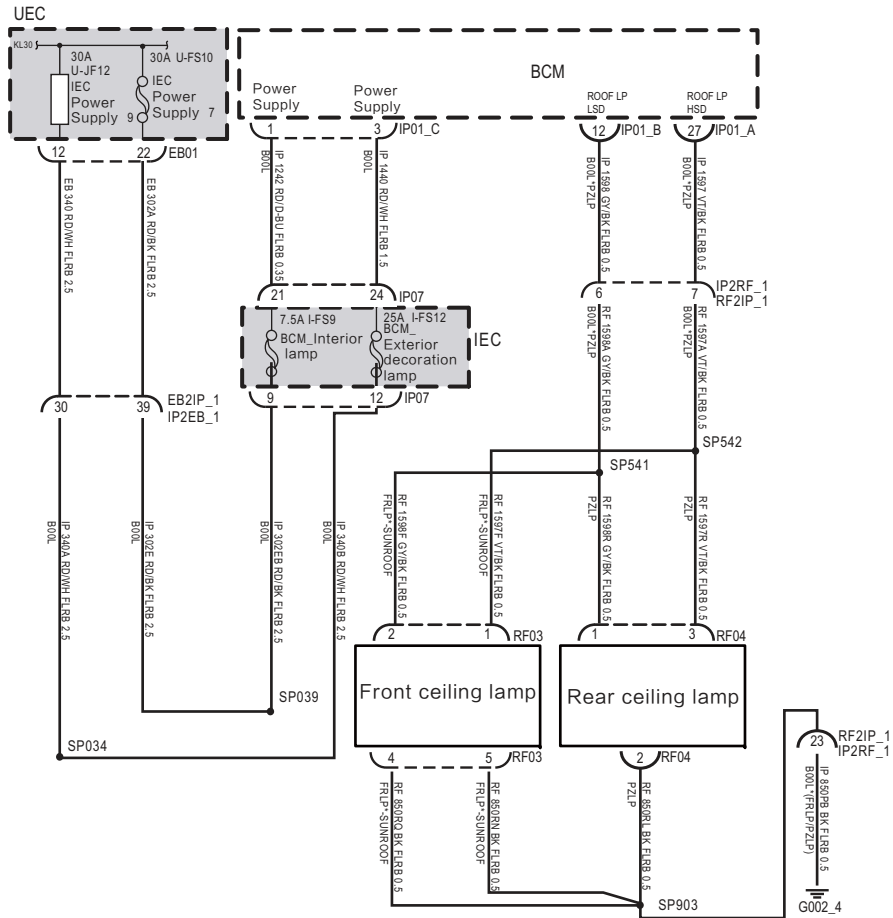 UEC
KL30
30A
U-JF12
IEC
Power
Supply
30A U-FS10
IEC
Power
Supply
9
7
12
22
EB01
BCM
Power
Supply
Power
Supply
ROOF LP
LSD
ROOF LP
HSD
1
3
IP01_C
12
IP01_B
27
IP01_A
EB 340 RD/WH FLRB 2.5
EB 302A RD/BK FLRB 2.5
IP 1242 RD/D-BU FLRB 0.35
B00L
IP 1440 RD/WH FLRB 1.5
B00L
IP 1598 GY/BK FLRB 0.5
B00L*PZLP
IP 1597 VT/BK FLRB 0.5
B00L*PZLP
21
24
IP07
6
7
IP2RF_1
RF2IP_1
7.5A I-FS9
BCM_Interior
lamp
25A I-FS12
BCM_
Exterior
decoration
lamp
IEC
9
12
IP07
30
39
EB2IP_1
IP2EB_1
RF 1598A GY/BK FLRB 0.5
B00L*PZLP
RF 1597A VT/BK FLRB 0.5
B00L*PZLP
SP542
SP541
IP 340A RD/WH FLRB 2.5
B00L
IP 302E RD/BK FLRB 2.5
B00L
IP 302EB RD/BK FLRB 2.5
B00L
IP 340B RD/WH FLRB 2.5
B00L
RF 1598F GY/BK FLRB 0.5
FRLP*-SUNROOF
RF 1597F VT/BK FLRB 0.5
FRLP*-SUNROOF
RF 1598R GY/BK FLRB 0.5
PZLP
RF 1597R VT/BK FLRB 0.5
PZLP
2
1
RF03
1
3
RF04
Front ceiling lamp
Rear ceiling lamp
SP039
SP034
4
5
RF03
2
RF04
23
RF2IP_1
IP2RF_1
RF 850RQ BK FLRB 0.5
FRLP*-SUNROOF
RF 850RN BK FLRB 0.5
FRLP*-SUNROOF
RF 850RL BK FLRB 0.5
PZLP
IP 850PB BK FLRB 0.5
B00L*(FRLP/PZLP)
SP903
G002_4